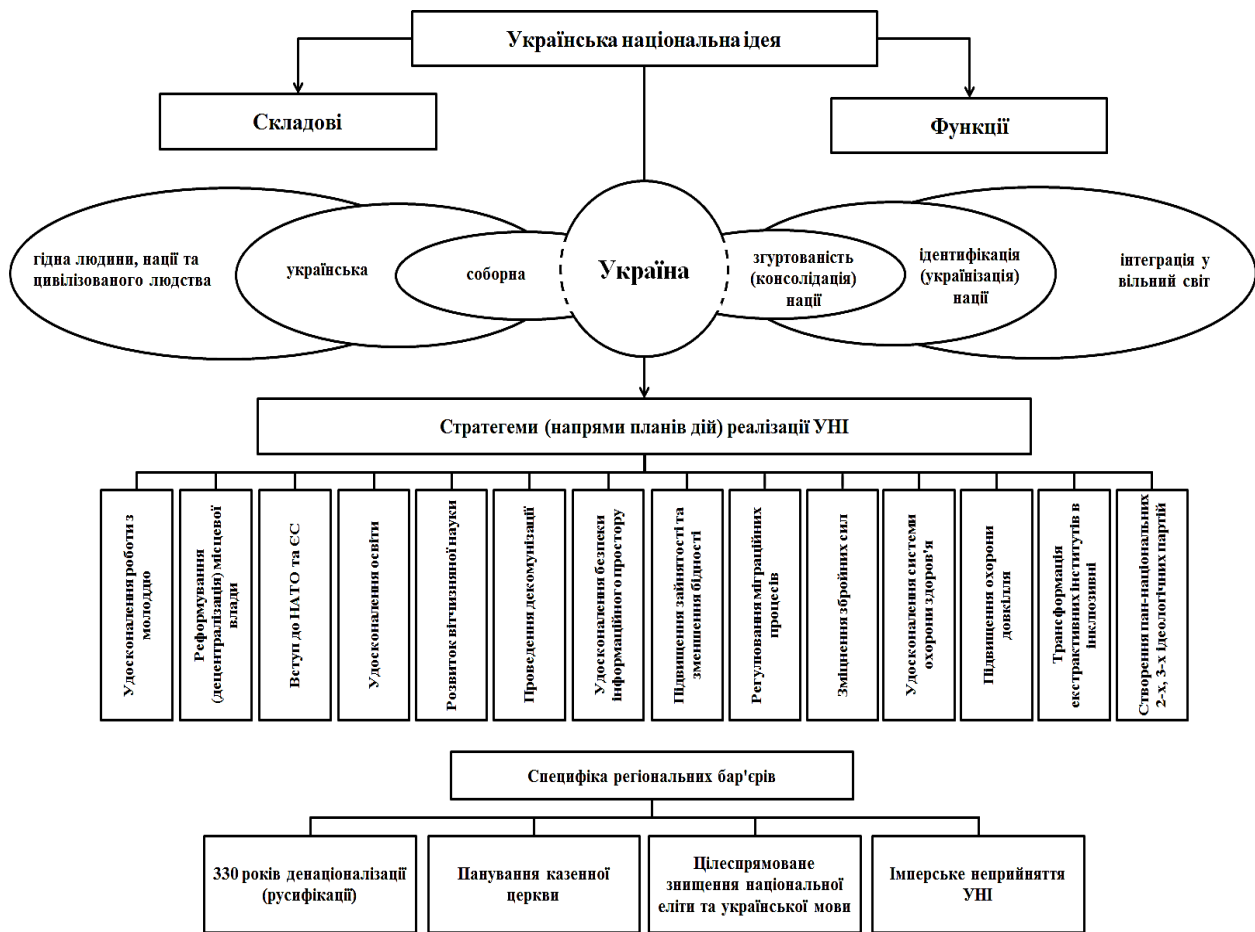 Українська національна ідея
Складові
Функції
гідна людини, нації та
цивілізованого людства
українська
соборна
Україна
згуртованість
(консолідація)
нації
ідентифікація
(українізація)
нації
інтеграція у
вільний світ
Стратегеми (напрями планів дій) реалізації УНІ
Удосконалення роботи з
молоддю
Реформування
(децентралізація) місцевої
влади
Вступ до НАТО та ЄС
Удосконалення освіти
Розвиток вітчизняної науки
Проведення декомунізації
Удосконалення безпеки
інформаційного простору
Підвищення зайнятості та
зменшення бідності
Регулювання міграційних
процесів
Зміцнення збройних сил
Удосконалення системи
охорони здоров'я
Підвищення охорони
довкілля
Трансформація
екстрактивних інститутів в
інклюзивні
Створення пан-національних
2-х, 3-х ідеологічних партій
Специфіка регіональних бар'єрів
330 років денаціоналізації
(русифікації)
Панування казенної
церкви
Цілеспрямоване
знищення національної
еліти та української мови
Імперське неприйняття
УНІ